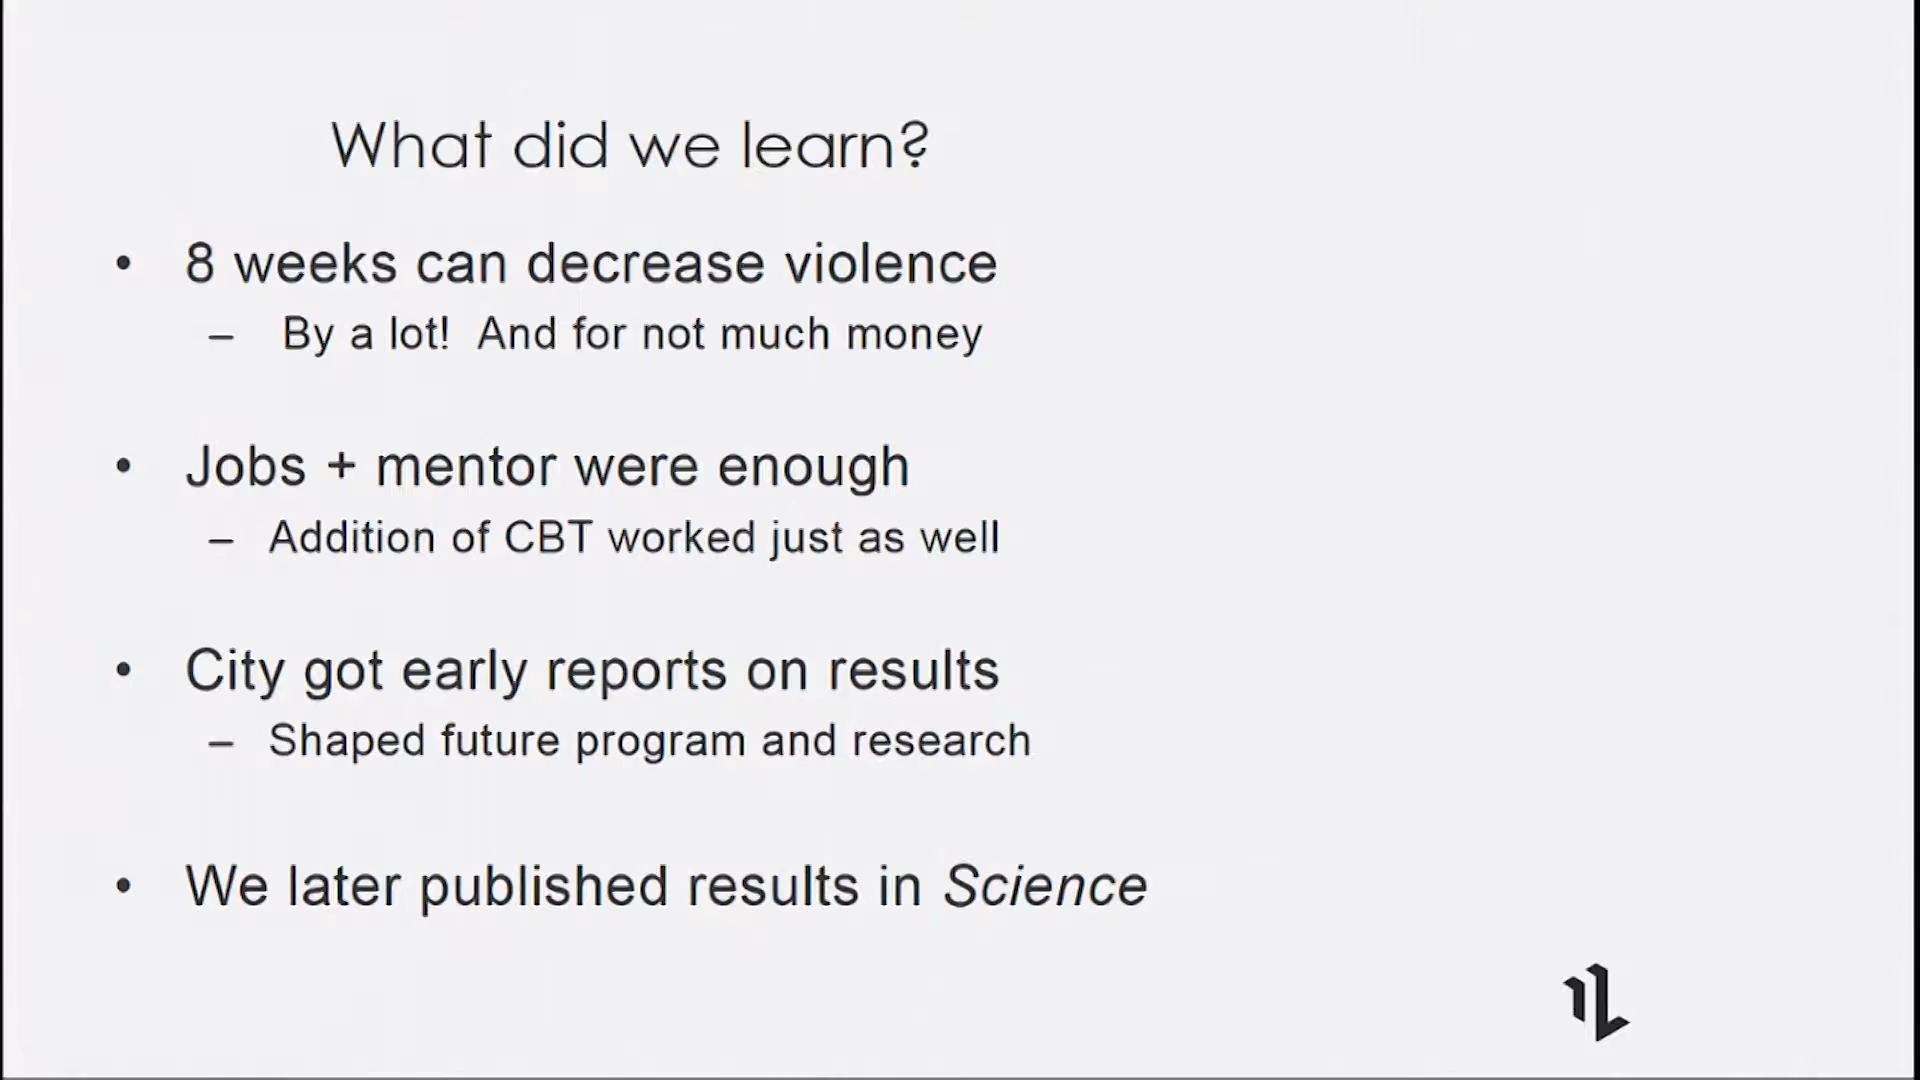 What did we learn?
• 8 weeks can decrease violence
– By a lot! And for not much money
• Jobs + mentor were enough
– Addition of CBT worked just as well
• City got early reports on results
– Shaped future program and research
• We later published results in Science